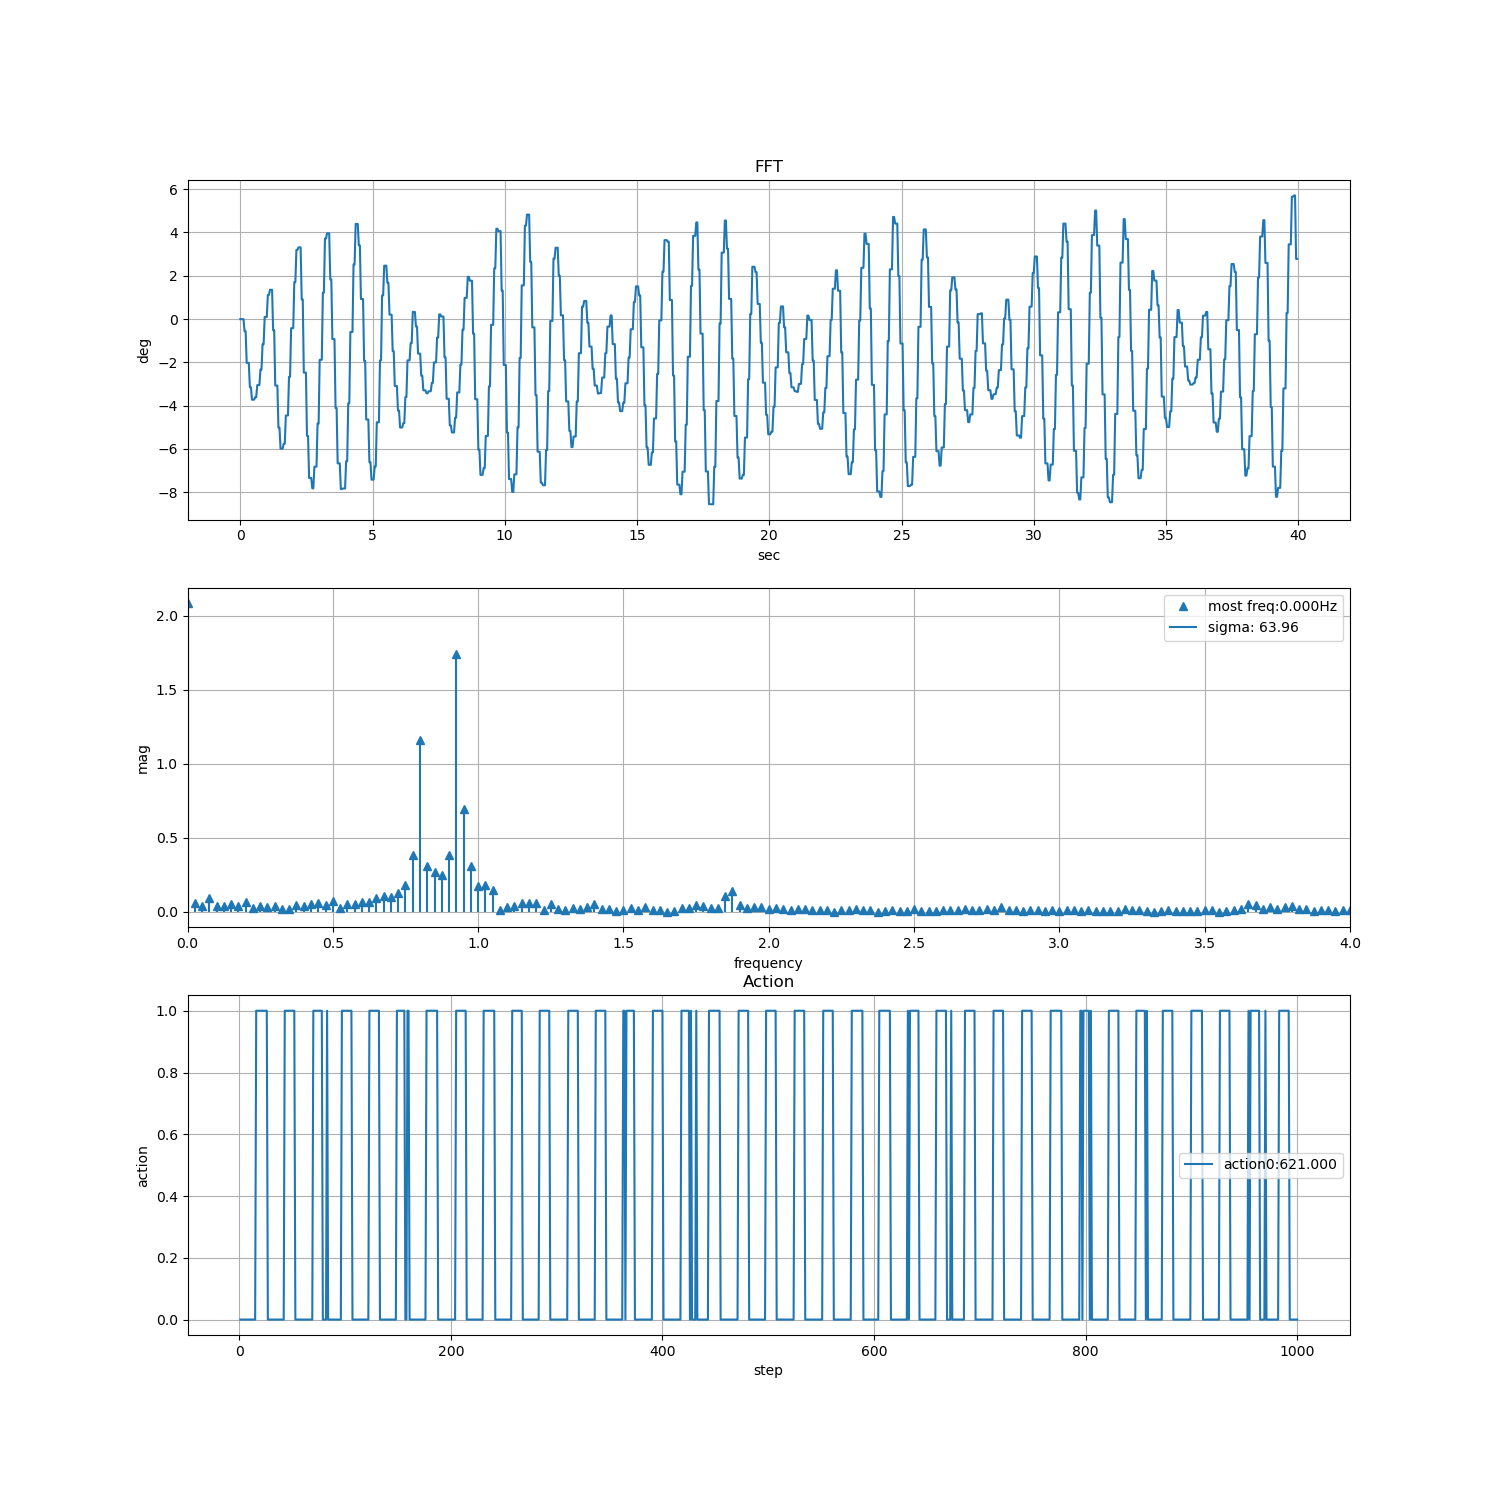 FFT
6
4
2
0
−2
−4
−6
−8
deg
0 5 10 15 20 25 30 35 40
sec
most freq:0.000Hz
sigma: 63.96
2.0
1.5
1.0
0.5
0.0
mag
0.0 0.5 1.0 1.5 2.0 2.5 3.0 3.5 4.0
frequency
Action
1.0
0.8
0.6
0.4
0.2
0.0
action
action0:621.000
0 200 400 600 800 1000
step